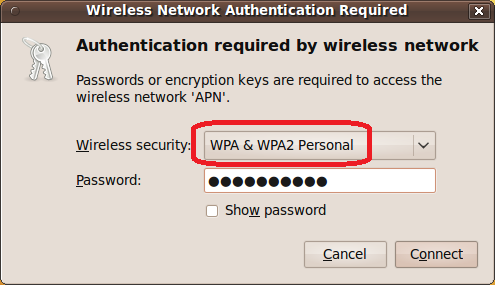 Wireless Network Authentication Required
Authentication required by wireless network
Passwords or encryption keys are required to access the
wireless network 'APN'.
Wireless security: WPA & WPA2 Personal
Password: ●●●●●●●●●●
Show password
Cancel Connect